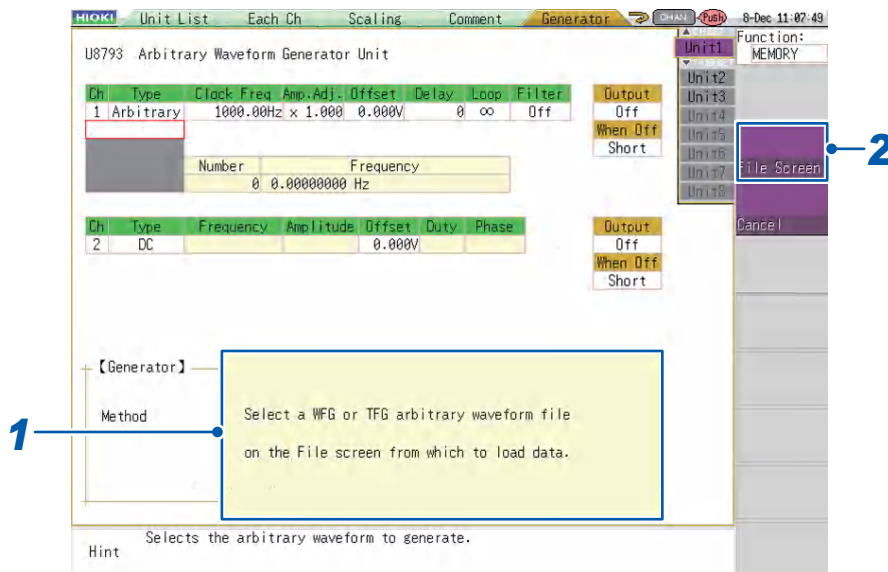 HIOKI Unit List Each Ch Scaling Comment Generator CHAN Push 8-Dec 11:07:49
Function:
MEMORY
U8793 Arbitrary Waveform Generator Unit
Unit1
Unit2
Unit3
Unit4
Unit5
Unit6
Unit7
Unit8
Ch Type Clock Freq Amp.Adj. Offset Delay Loop Filter
1 Arbitrary 1000.00Hz x 1.000 0.000V 0 ∞ Off
Output
Off
When Off
Short
Number Frequency
0 0.00000000 Hz
File Screen
2
Cancel
Ch Type Frequency Amplitude Offset Duty Phase
2 DC 0.000V
Output
Off
When Off
Short
【Generator】
Method
1
Select a WFG or TFG arbitrary waveform file
on the File screen from which to load data.
Hint Selects the arbitrary waveform to generate.